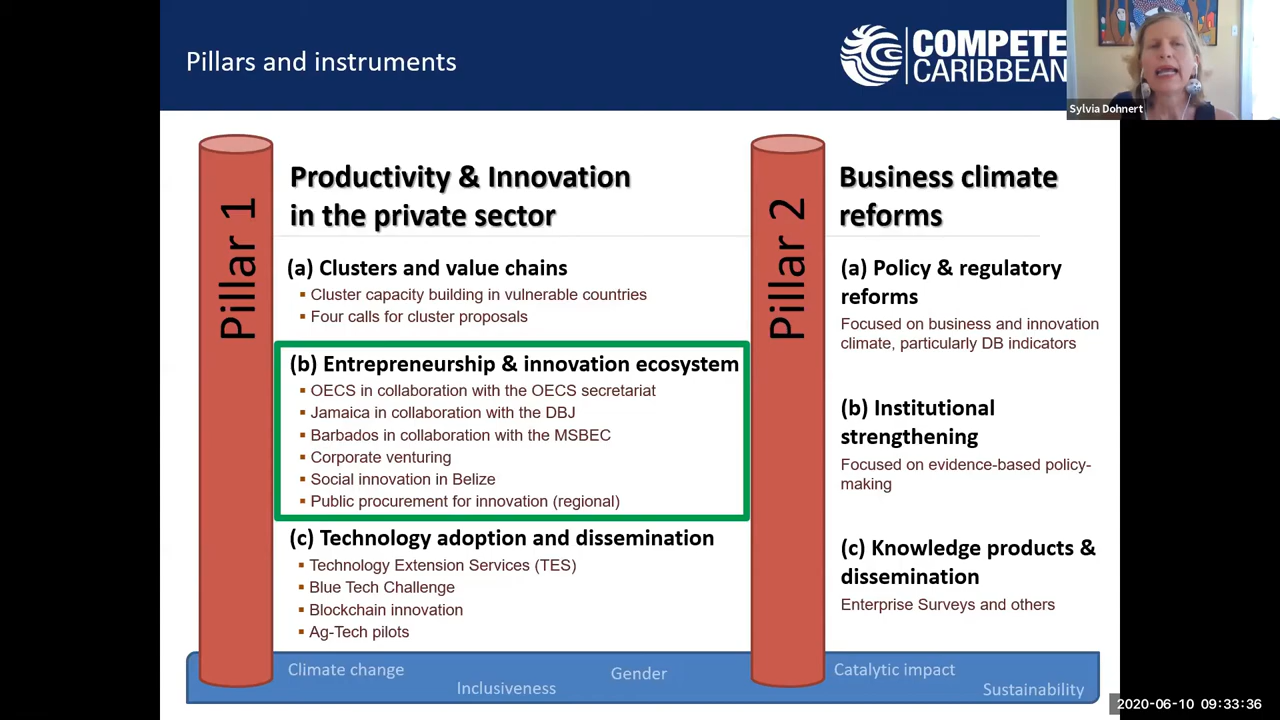 Pillars and instruments
COMPETE
CARIBBEAN
Sylvia Dohnert
Pillar 1
Productivity & Innovation
in the private sector
(a) Clusters and value chains
▪ Cluster capacity building in vulnerable countries
▪ Four calls for cluster proposals
(b) Entrepreneurship & innovation ecosystem
▪ OECS in collaboration with the OECS secretariat
▪ Jamaica in collaboration with the DBJ
▪ Barbados in collaboration with the MSBEC
▪ Corporate venturing
▪ Social innovation in Belize
▪ Public procurement for innovation (regional)
(c) Technology adoption and dissemination
▪ Technology Extension Services (TES)
▪ Blue Tech Challenge
▪ Blockchain innovation
▪ Ag-Tech pilots
Pillar 2
Business climate
reforms
(a) Policy & regulatory
reforms
Focused on business and innovation
climate, particularly DB indicators
(b) Institutional
strengthening
Focused on evidence-based policy-
making
(c) Knowledge products &
dissemination
Enterprise Surveys and others
Climate change
Inclusiveness
Gender
Catalytic impact
Sustainability
2020-06-10 09:33:36